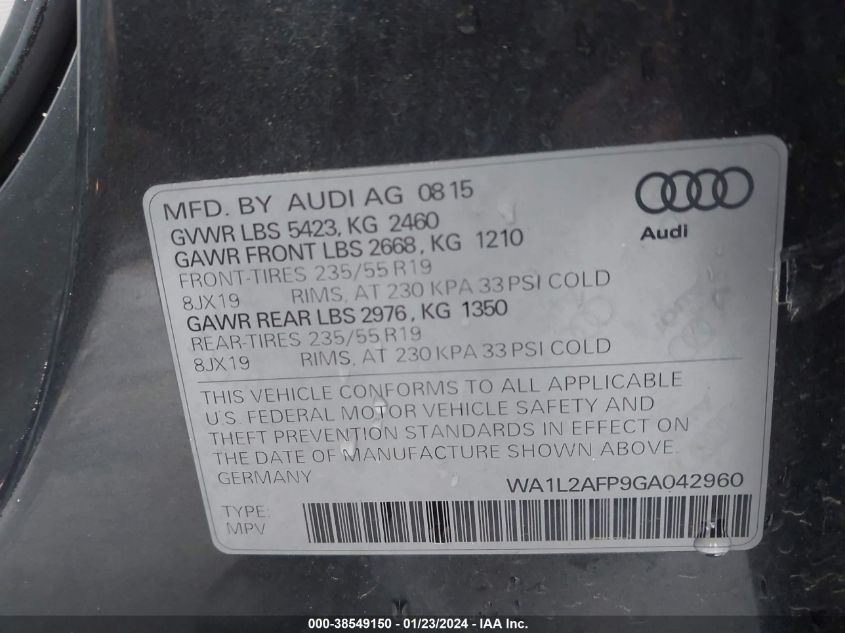 MFD. BY AUDI AG 08 15
GVWR LBS 5423, KG 2460
GAWR FRONT LBS 2668, KG 1210
FRONT-TIRES 235/55 R19
8JX19 RIMS, AT 230 KPA 33 PSI COLD
GAWR REAR LBS 2976, KG 1350
REAR-TIRES 235/55 R19
8JX19 RIMS, AT 230 KPA 33 PSI COLD
Audi
THIS VEHICLE CONFORMS TO ALL APPLICABLE
U.S. FEDERAL MOTOR VEHICLE SAFETY AND
THEFT PREVENTION STANDARDS IN EFFECT ON
THE DATE OF MANUFACTURE SHOWN ABOVE.
GERMANY
WA1L2AFP9GA042960
TYPE:
MPV
000-38549150 - 01/23/2024 - IAA Inc.